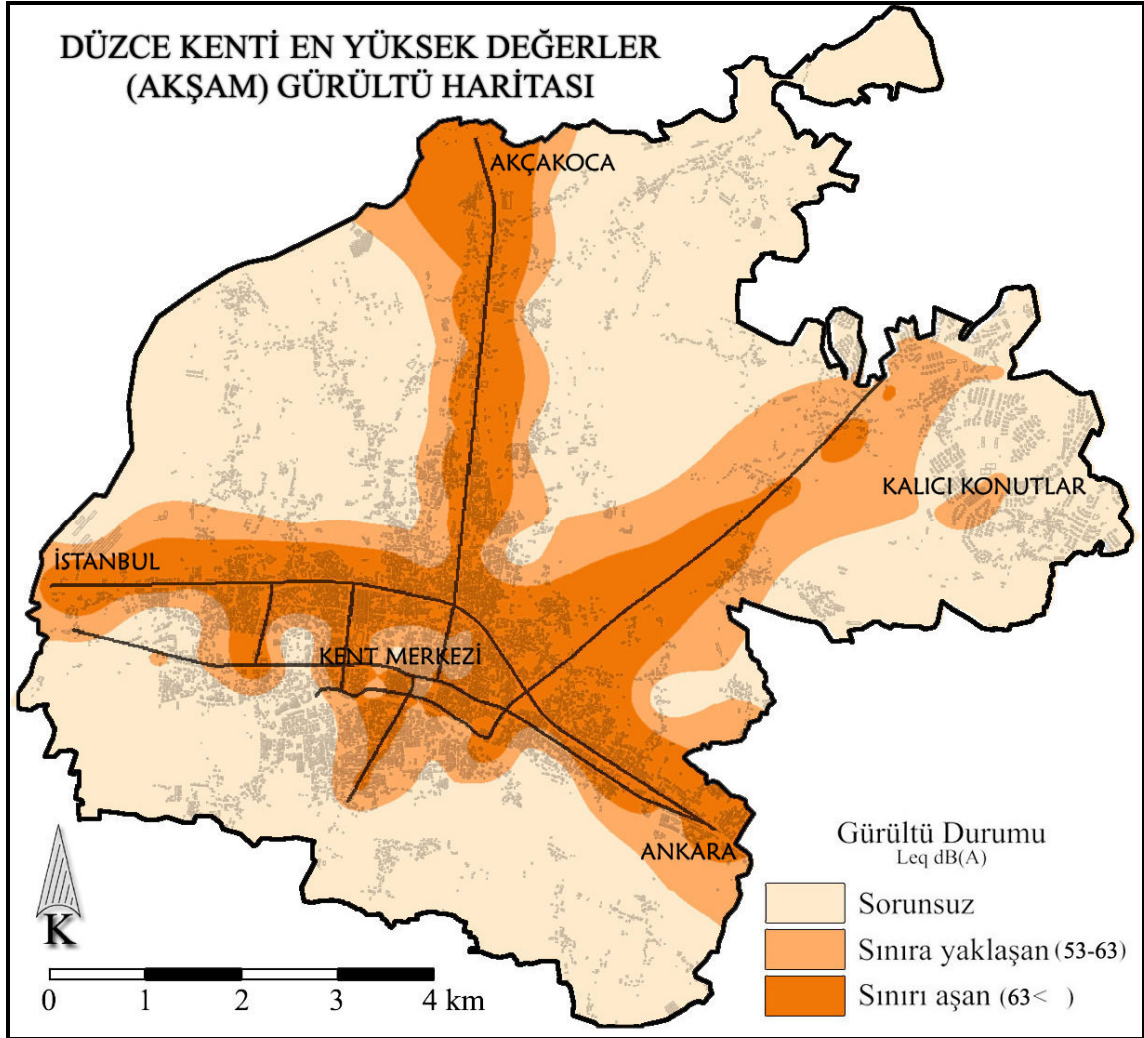 DÜZCE KENTİ EN YÜKSEK DEĞERLER
(AKŞAM) GÜRÜLTÜ HARİTASI
AKÇAKOCA
KALICI KONUTLAR
İSTANBUL
KENT MERKEZİ
ANKARA
Gürültü Durumu
Leq dB(A)
Sorunsuz
Sınıra yaklaşan (53-63)
Sınırı aşan (63< )
K
0 1 2 3 4 km